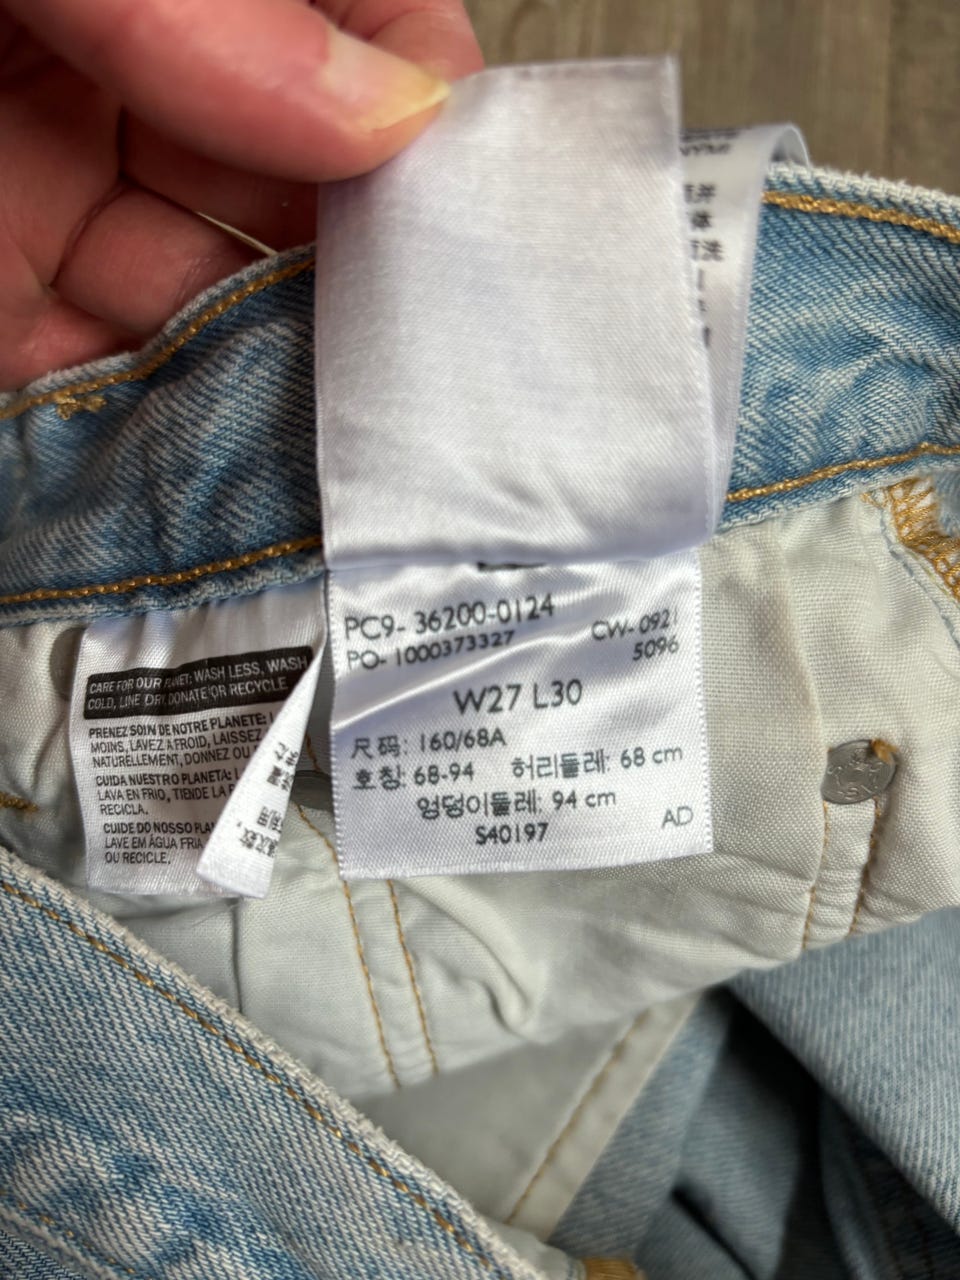 PC9- 36200-0124
PO- 1000373327
CW- 0921
5096
W27 L30
尺码: 160/68A
호칭: 68-94 허리둘레: 68 cm
엉덩이둘레: 94 cm
S40197
AD
CARE FOR OUR PLANET: WASH LESS, WASH
COLD, LINE DRY, DONATE OR RECYCLE
PRENEZ SOIN DE NOTRE PLANETE:
MOINS, LAVEZ A FROID, LAISSEZ
NATURELLEMENT, DONNEZ OU
CUIDA NUESTRO PLANETA:
LAVA EN FRIO, TIENDE LA
RECICLA.
CUIDE DO NOSSO
LAVE EM ÁGUA FRIA
OU RECICLE.